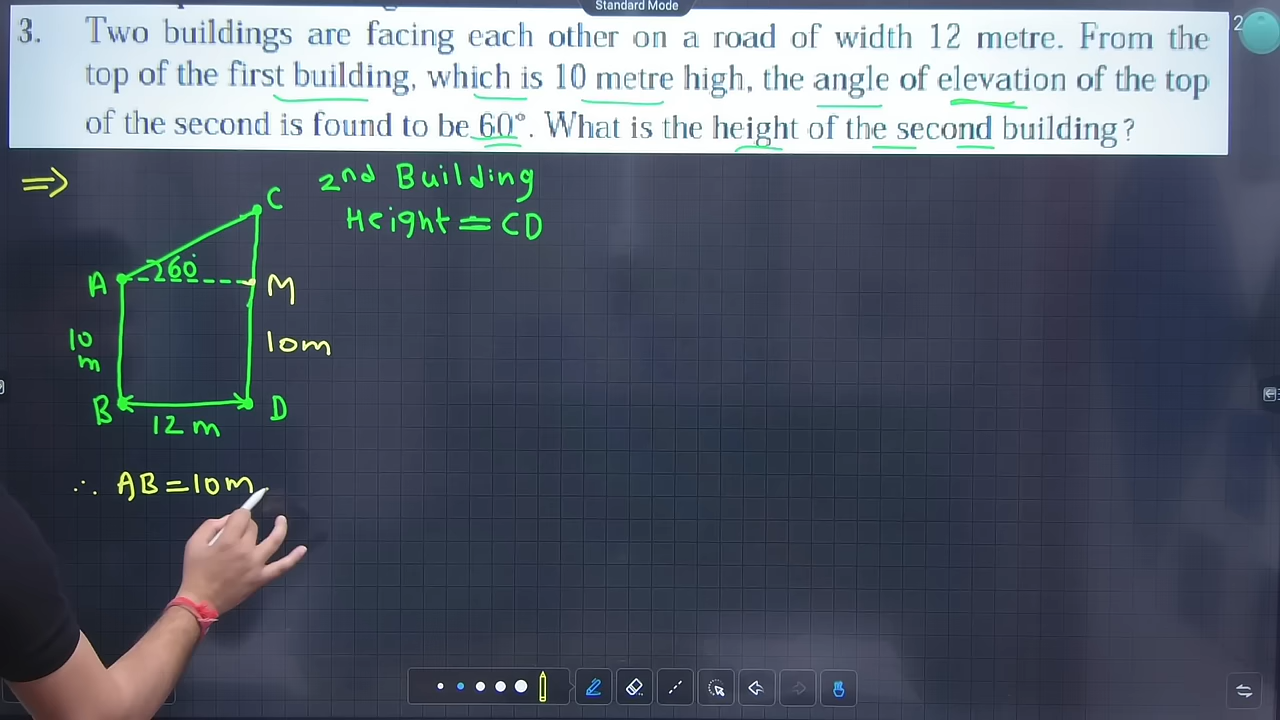 Standard Mode
2
3. Two buildings are facing each other on a road of width 12 metre. From the
top of the first building, which is 10 metre high, the angle of elevation of the top
of the second is found to be 60°. What is the height of the second building?
⇒
2nd Building
Height = CD
C
60°
A
M
10
m
10m
B
D
12 m
∴ AB = 10m